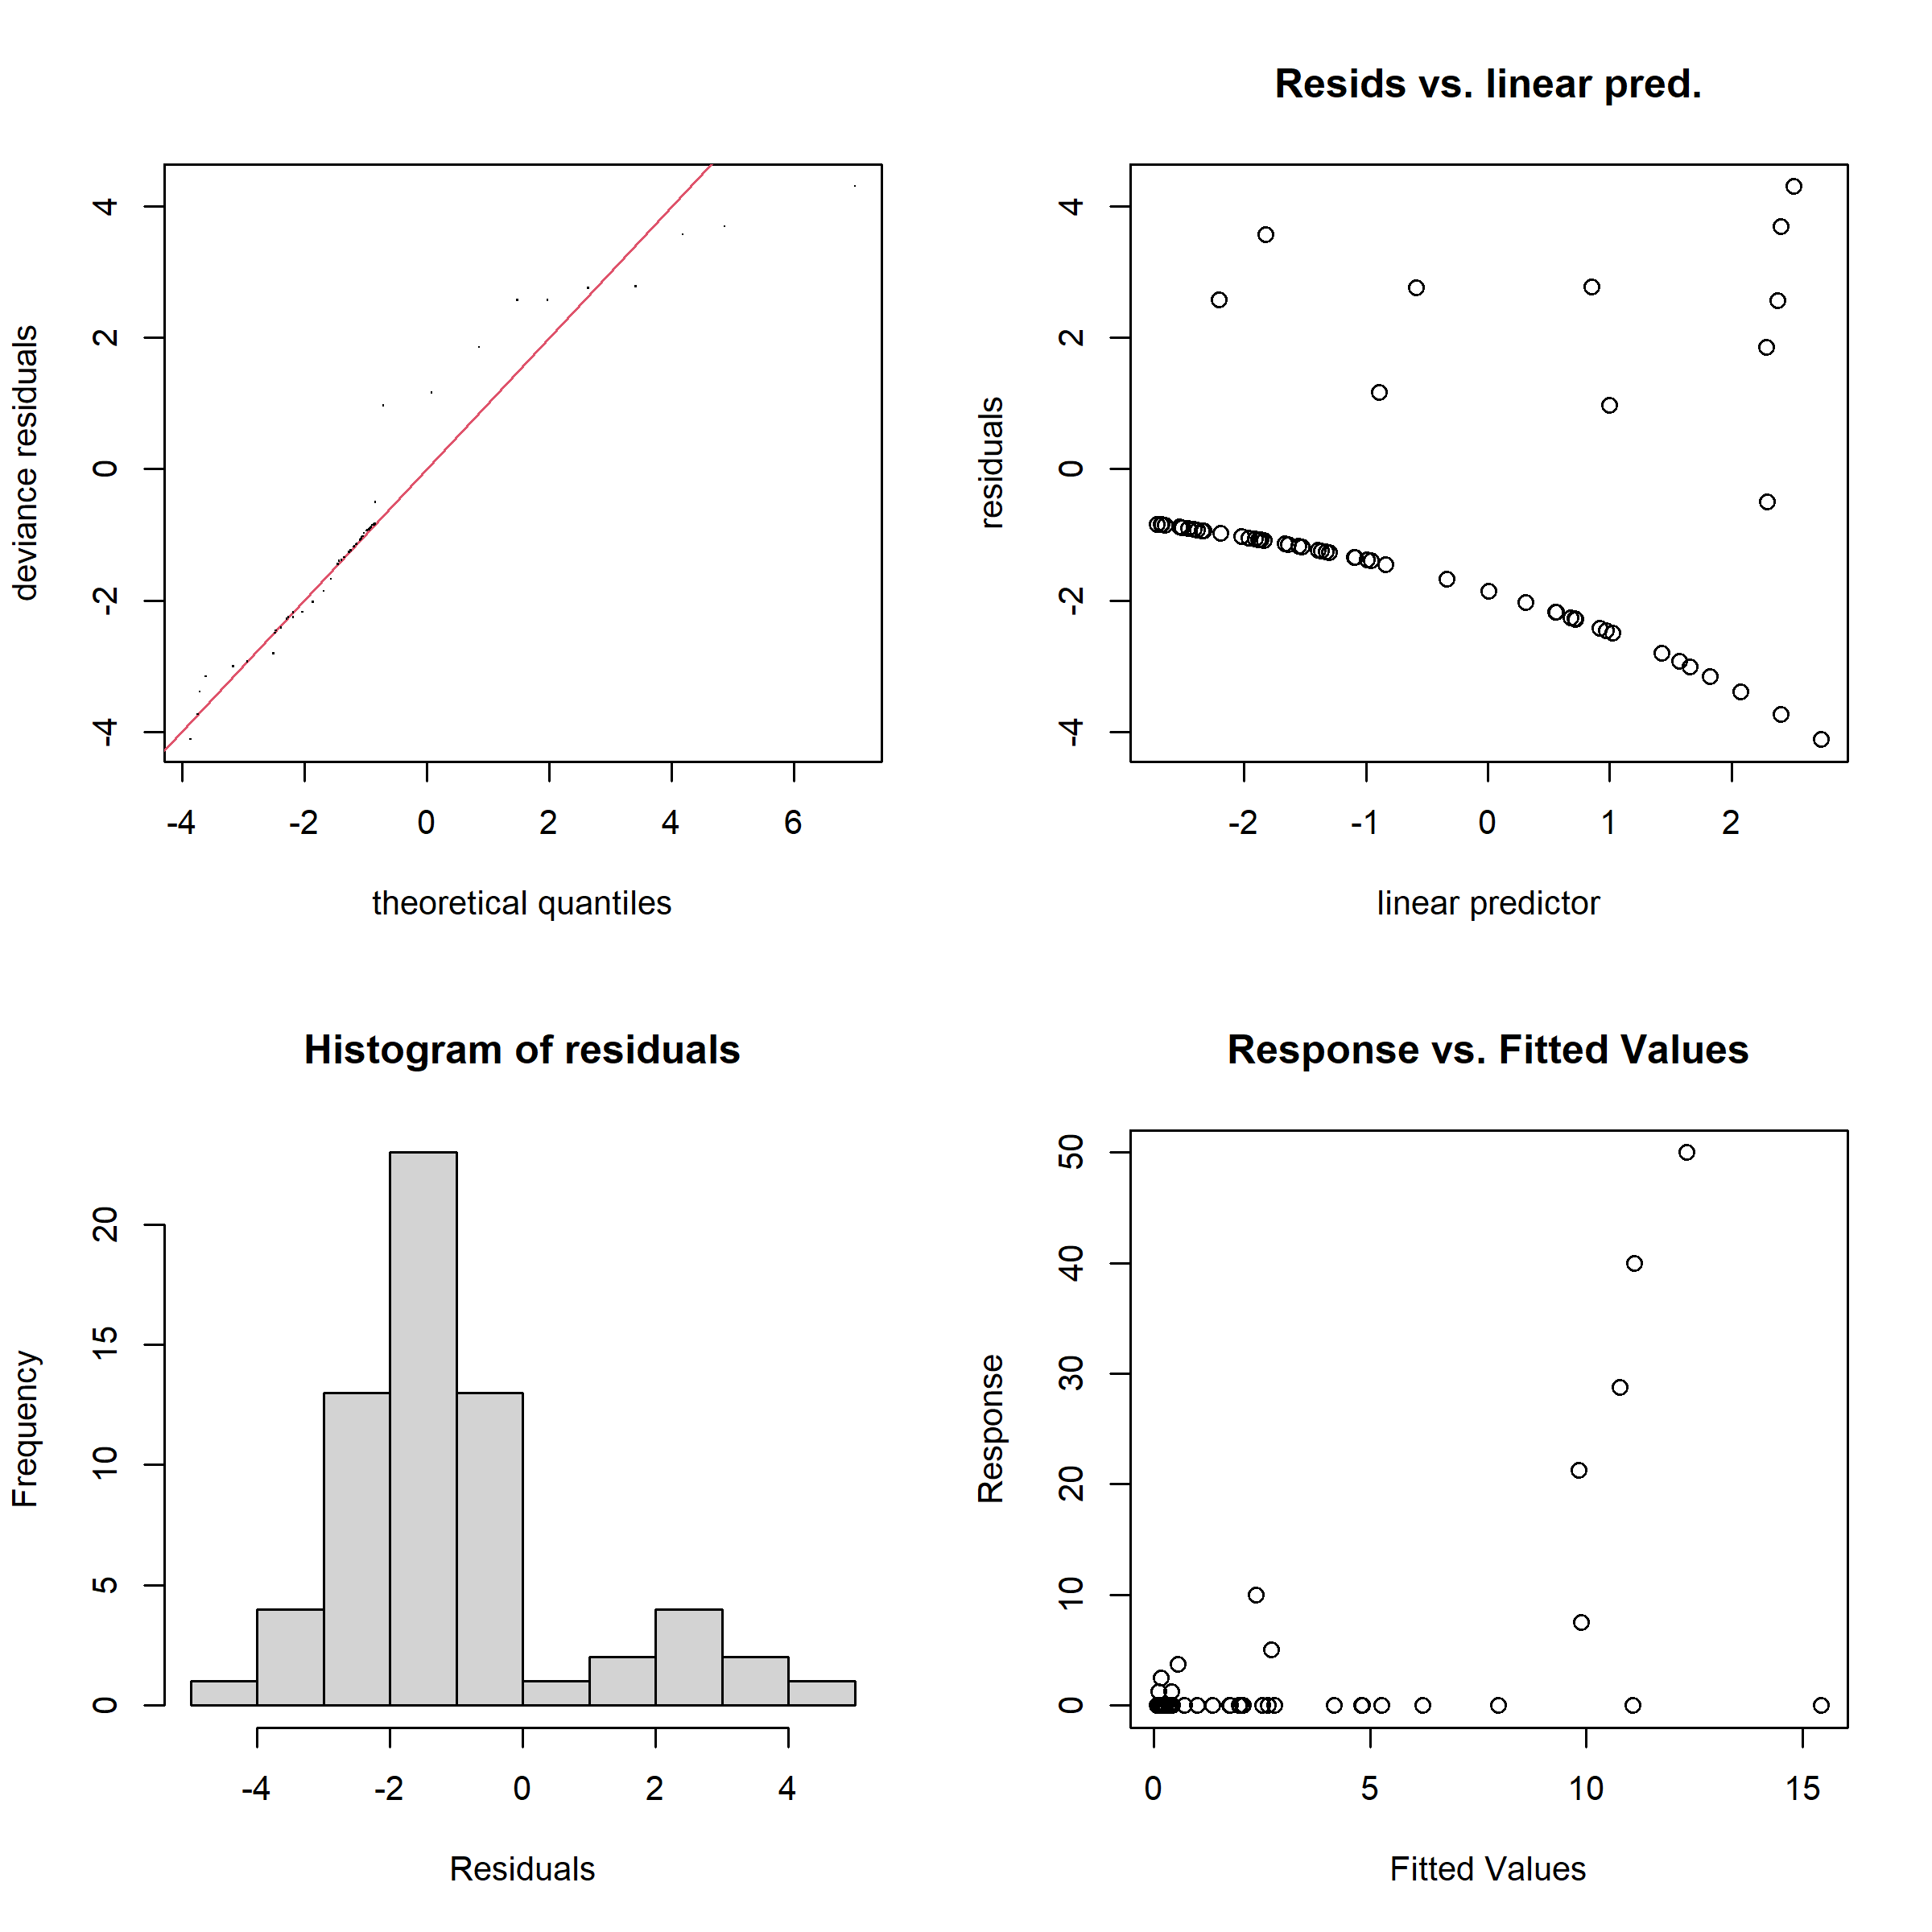 4
2
0
-2
-4
deviance residuals
-4 -2 0 2 4 6
theoretical quantiles
Resids vs. linear pred.
4
2
0
-2
-4
residuals
-2 -1 0 1 2
linear predictor
Histogram of residuals
20
15
10
5
0
Frequency
-4 -2 0 2 4
Residuals
Response vs. Fitted Values
50
40
30
20
10
0
Response
0 5 10 15
Fitted Values